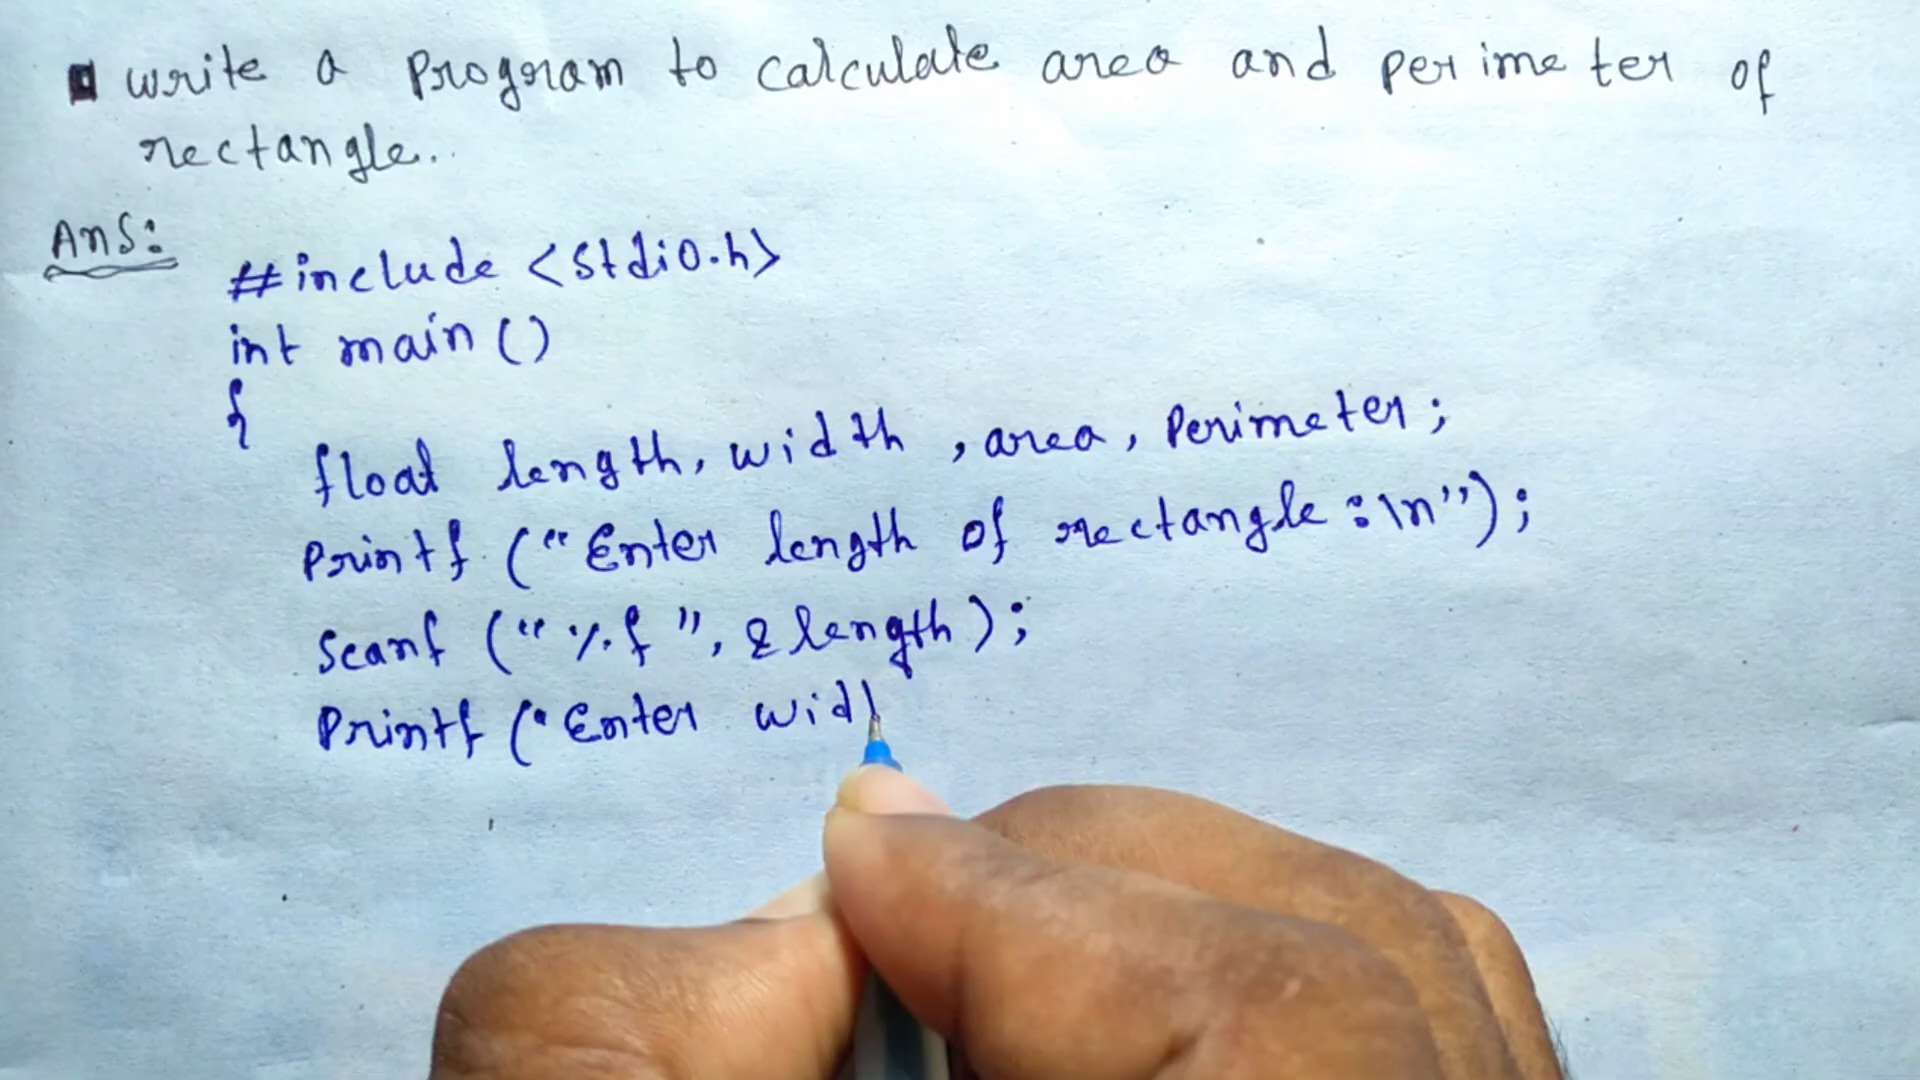 write a program to calculate area and perimeter of
rectangle.
Ans:
#include <stdio.h>
int main ()
{
float length, width , area, Perimeter;
Printf ("Enter length of rectangle :\n");
Scanf ("%f", &length);
Printf ("Enter wid